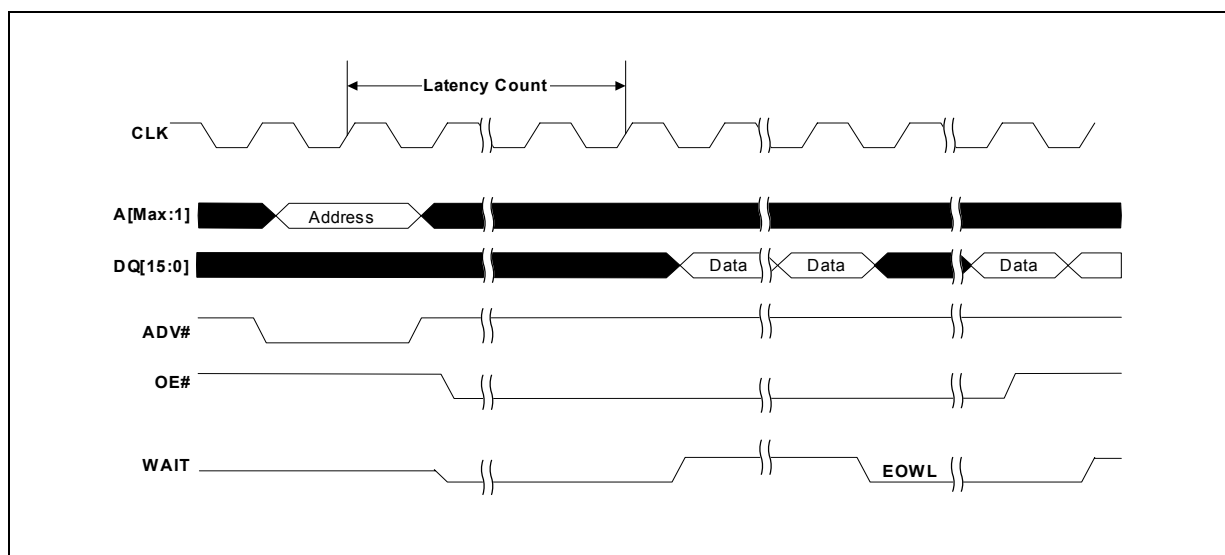 Latency Count
CLK
A[Max:1]
Address
DQ[15:0]
Data
Data
Data
ADV#
OE#
WAIT
EOWL